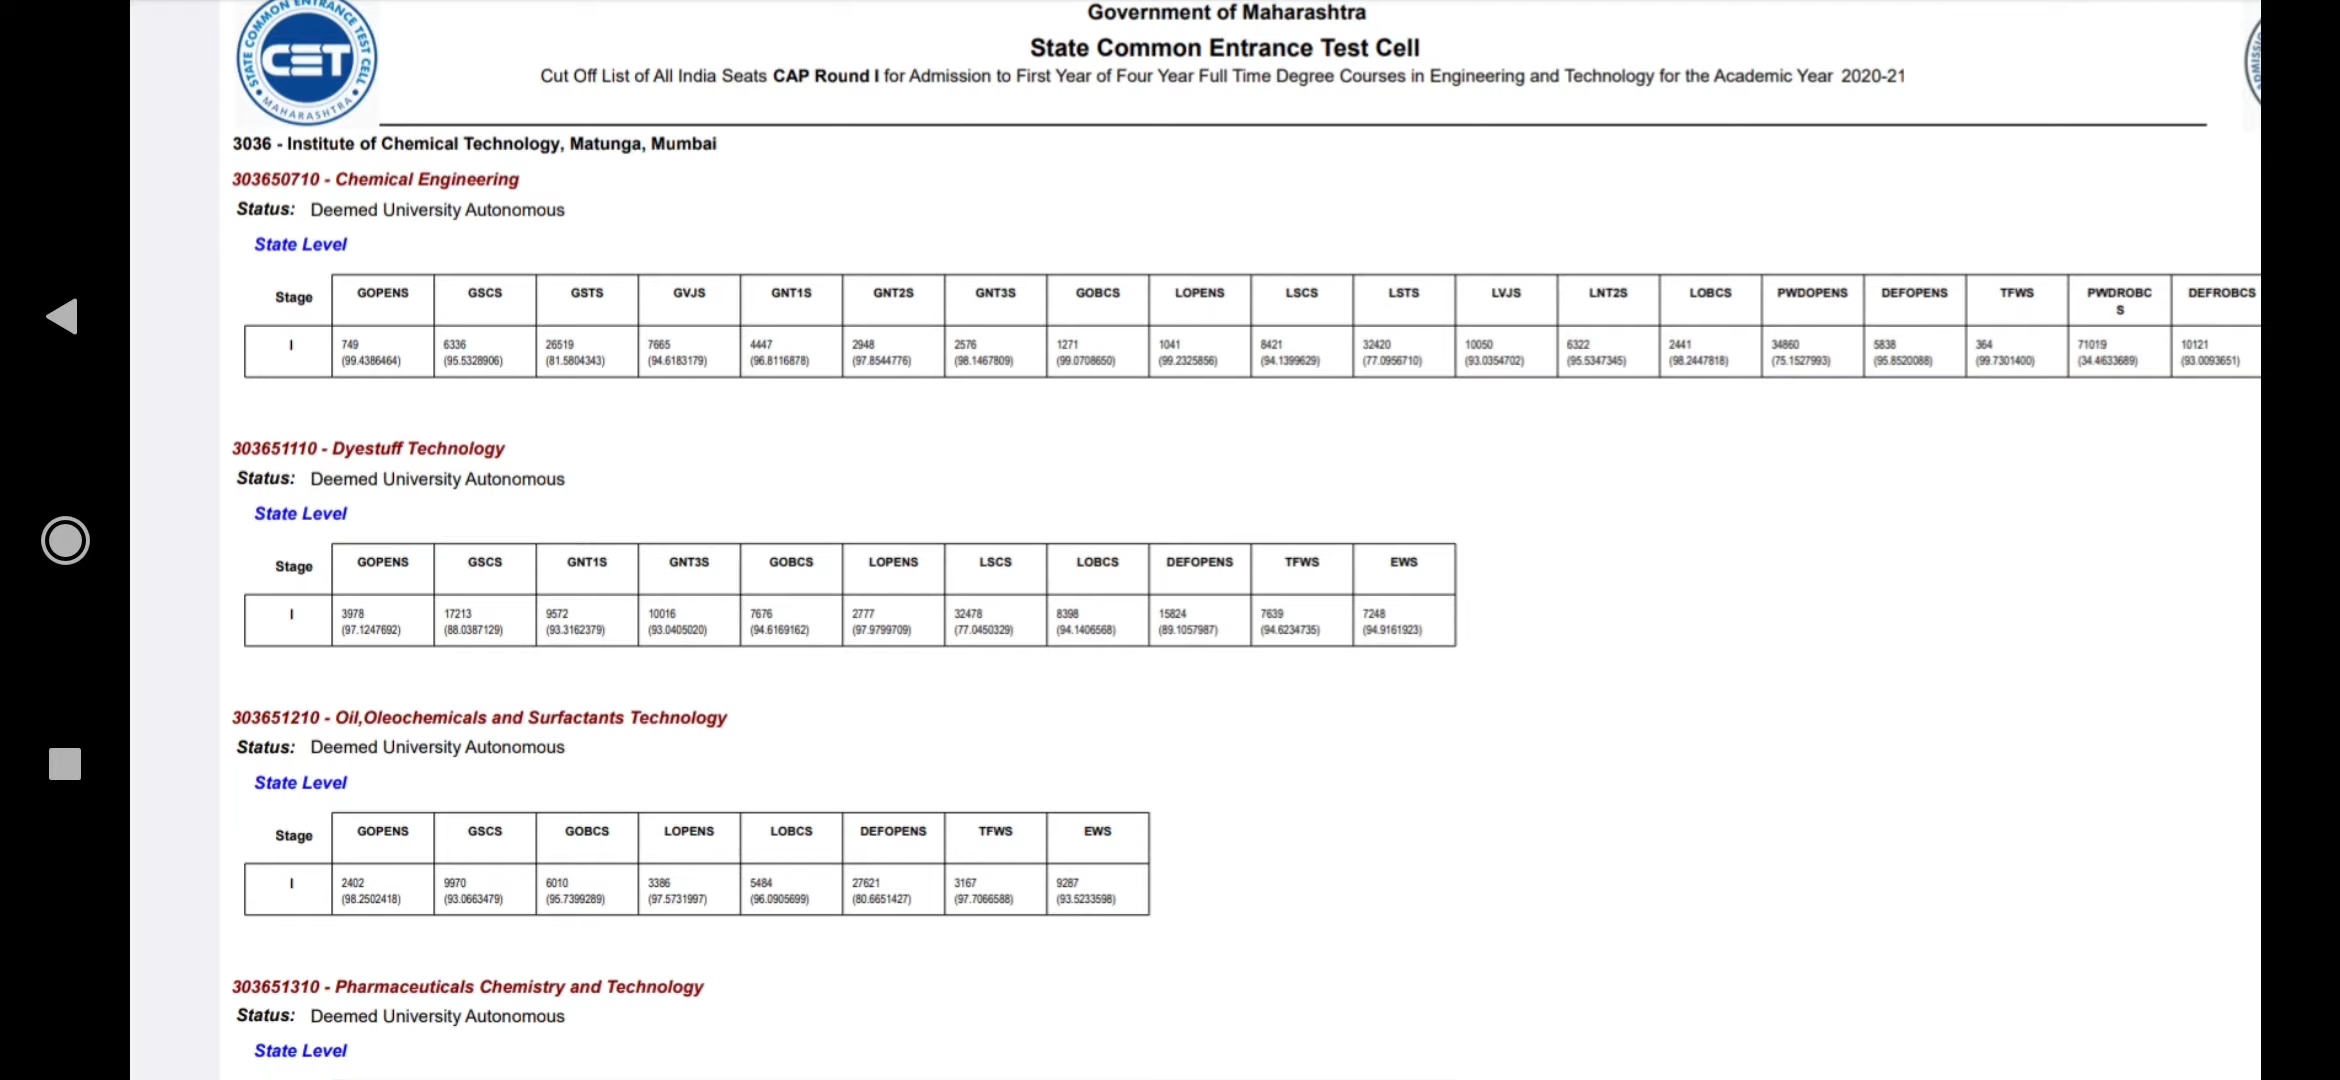 Government of Maharashtra
State Common Entrance Test Cell
Cut Off List of All India Seats CAP Round I for Admission to First Year of Four Year Full Time Degree Courses in Engineering and Technology for the Academic Year 2020-21
STATE COMMON ENTRANCE TEST CELL
CET
MAHARASHTRA
3036 - Institute of Chemical Technology, Matunga, Mumbai
303650710 - Chemical Engineering
Status: Deemed University Autonomous
State Level
Stage GOPENS GSCS GSTS GVJS GNT1S GNT2S GNT3S GOBCS LOPENS LSCS LSTS LVJS LNT2S LOBCS PWDOPENS DEFOPENS TFWS PWDROBC DEFROBCS
S
I 749 6336 26519 7665 4447 2948 2576 1271 1041 8421 32420 10050 6322 2441 34860 5838 364 71019 10121
(99.4386464) (95.5328906) (81.5804343) (94.6183179) (96.8116878) (97.8544776) (98.1467809) (99.0708650) (99.2325856) (94.1399629) (77.0956710) (93.0354702) (95.5347345) (98.2447818) (75.1527993) (95.8520088) (99.7301400) (34.4633689) (93.0093651)
303651110 - Dyestuff Technology
Status: Deemed University Autonomous
State Level
Stage GOPENS GSCS GNT1S GNT3S GOBCS LOPENS LSCS LOBCS DEFOPENS TFWS EWS
I 3978 17213 9572 10016 7676 2777 32478 8398 15824 7639 7248
(97.1247692) (88.0387129) (93.3162379) (93.0405020) (94.6169162) (97.9799709) (77.0450329) (94.1406568) (89.1057987) (94.6234735) (94.9161923)
303651210 - Oil,Oleochemicals and Surfactants Technology
Status: Deemed University Autonomous
State Level
Stage GOPENS GSCS GOBCS LOPENS LOBCS DEFOPENS TFWS EWS
I 2402 9970 6010 3386 5484 27621 3167 9287
(98.2502418) (93.0663479) (95.7399289) (97.5731997) (96.0905699) (80.6651427) (97.7066588) (93.5233598)
303651310 - Pharmaceuticals Chemistry and Technology
Status: Deemed University Autonomous
State Level